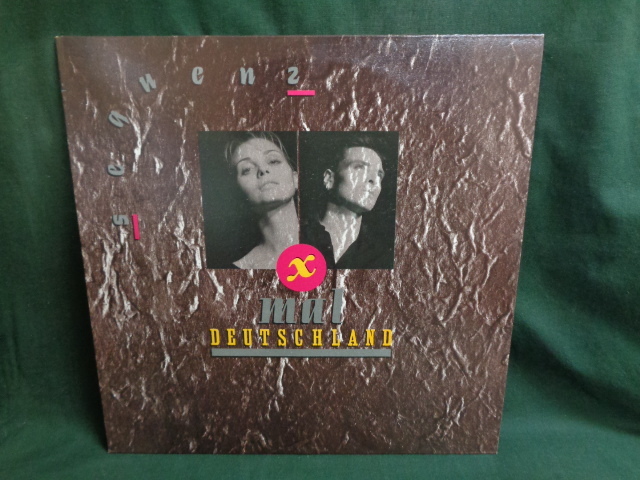 sequenz
x
mal
DEUTSCHLAND